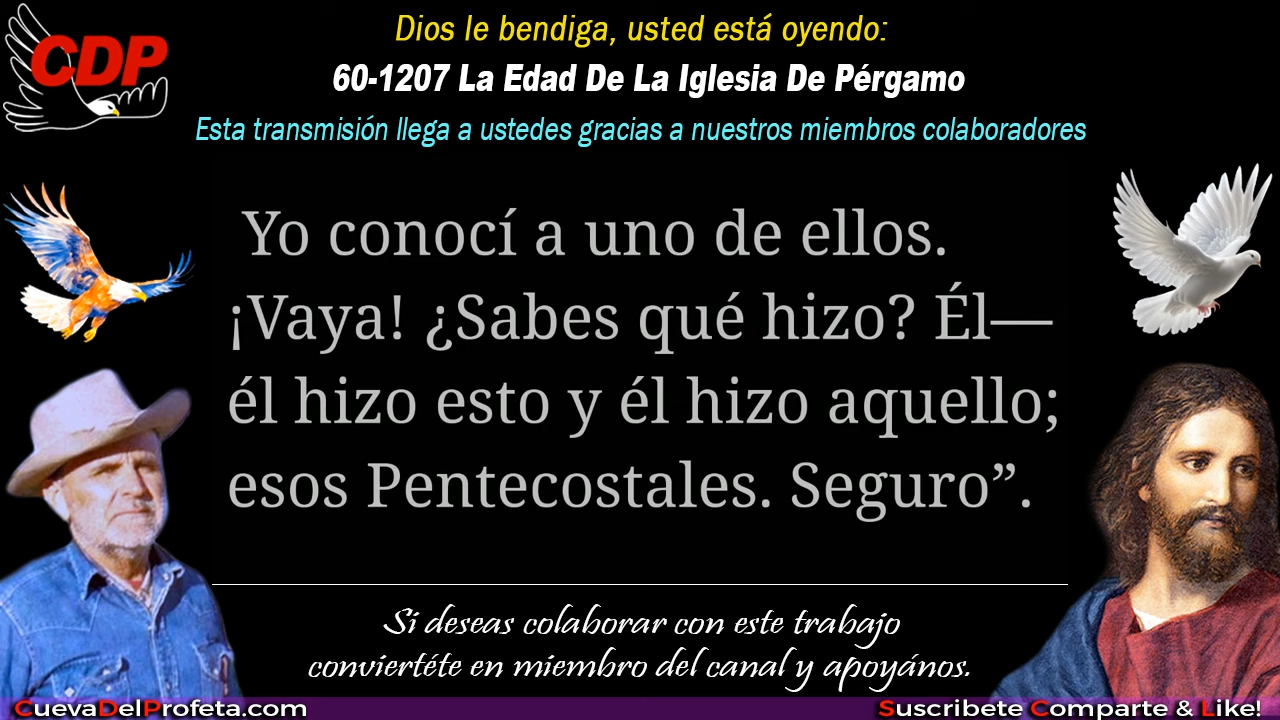 CDP
Dios le bendiga, usted está oyendo:
60-1207 La Edad De La Iglesia De Pérgamo
Esta transmisión llega a ustedes gracias a nuestros miembros colaboradores
Yo conocí a uno de ellos.
¡Vaya! ¿Sabes qué hizo? Él—
él hizo esto y él hizo aquello;
esos Pentecostales. Seguro”.
Si deseas colaborar con este trabajo
conviertéte en miembro del canal y apoyános.
CuevaDelProfeta.com
Suscribete Comparte & Like!